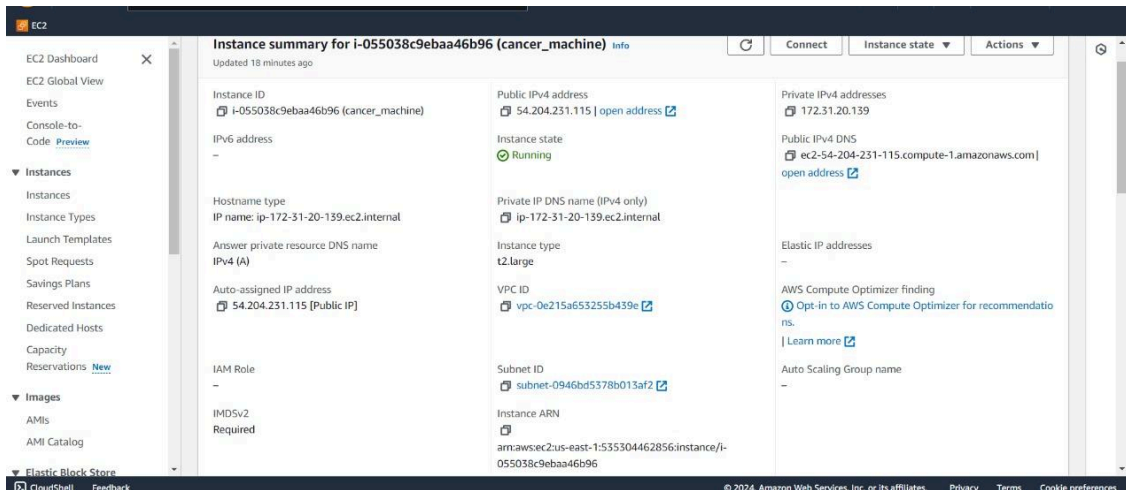 EC2
EC2 Dashboard
EC2 Global View
Events
Console-to-
Code Preview
Instances
Instances
Instance Types
Launch Templates
Spot Requests
Savings Plans
Reserved Instances
Dedicated Hosts
Capacity
Reservations New
Images
AMIs
AMI Catalog
Elastic Block Store
Instance summary for i-055038c9ebaa46b96 (cancer_machine) Info
Updated 18 minutes ago
Connect
Instance state
Actions
Instance ID
i-055038c9ebaa46b96 (cancer_machine)
Public IPv4 address
54.204.231.115 | open address
Private IPv4 addresses
172.31.20.139
IPv6 address
–
Instance state
Running
Public IPv4 DNS
ec2-54-204-231-115.compute-1.amazonaws.com |
open address
Hostname type
IP name: ip-172-31-20-139.ec2.internal
Private IP DNS name (IPv4 only)
ip-172-31-20-139.ec2.internal
Answer private resource DNS name
IPv4 (A)
Instance type
t2.large
Elastic IP addresses
–
Auto-assigned IP address
54.204.231.115 [Public IP]
VPC ID
vpc-0e215a653255b439e
AWS Compute Optimizer finding
Opt-in to AWS Compute Optimizer for recommendatio
ns.
| Learn more
IAM Role
–
Subnet ID
subnet-0946bd5378b013af2
Auto Scaling Group name
–
IMDSv2
Required
Instance ARN
arn:aws:ec2:us-east-1:535304462856:instance/i-
055038c9ebaa46b96
CloudShell Feedback
© 2024, Amazon Web Services, Inc. or its affiliates. Privacy Terms Cookie preferences